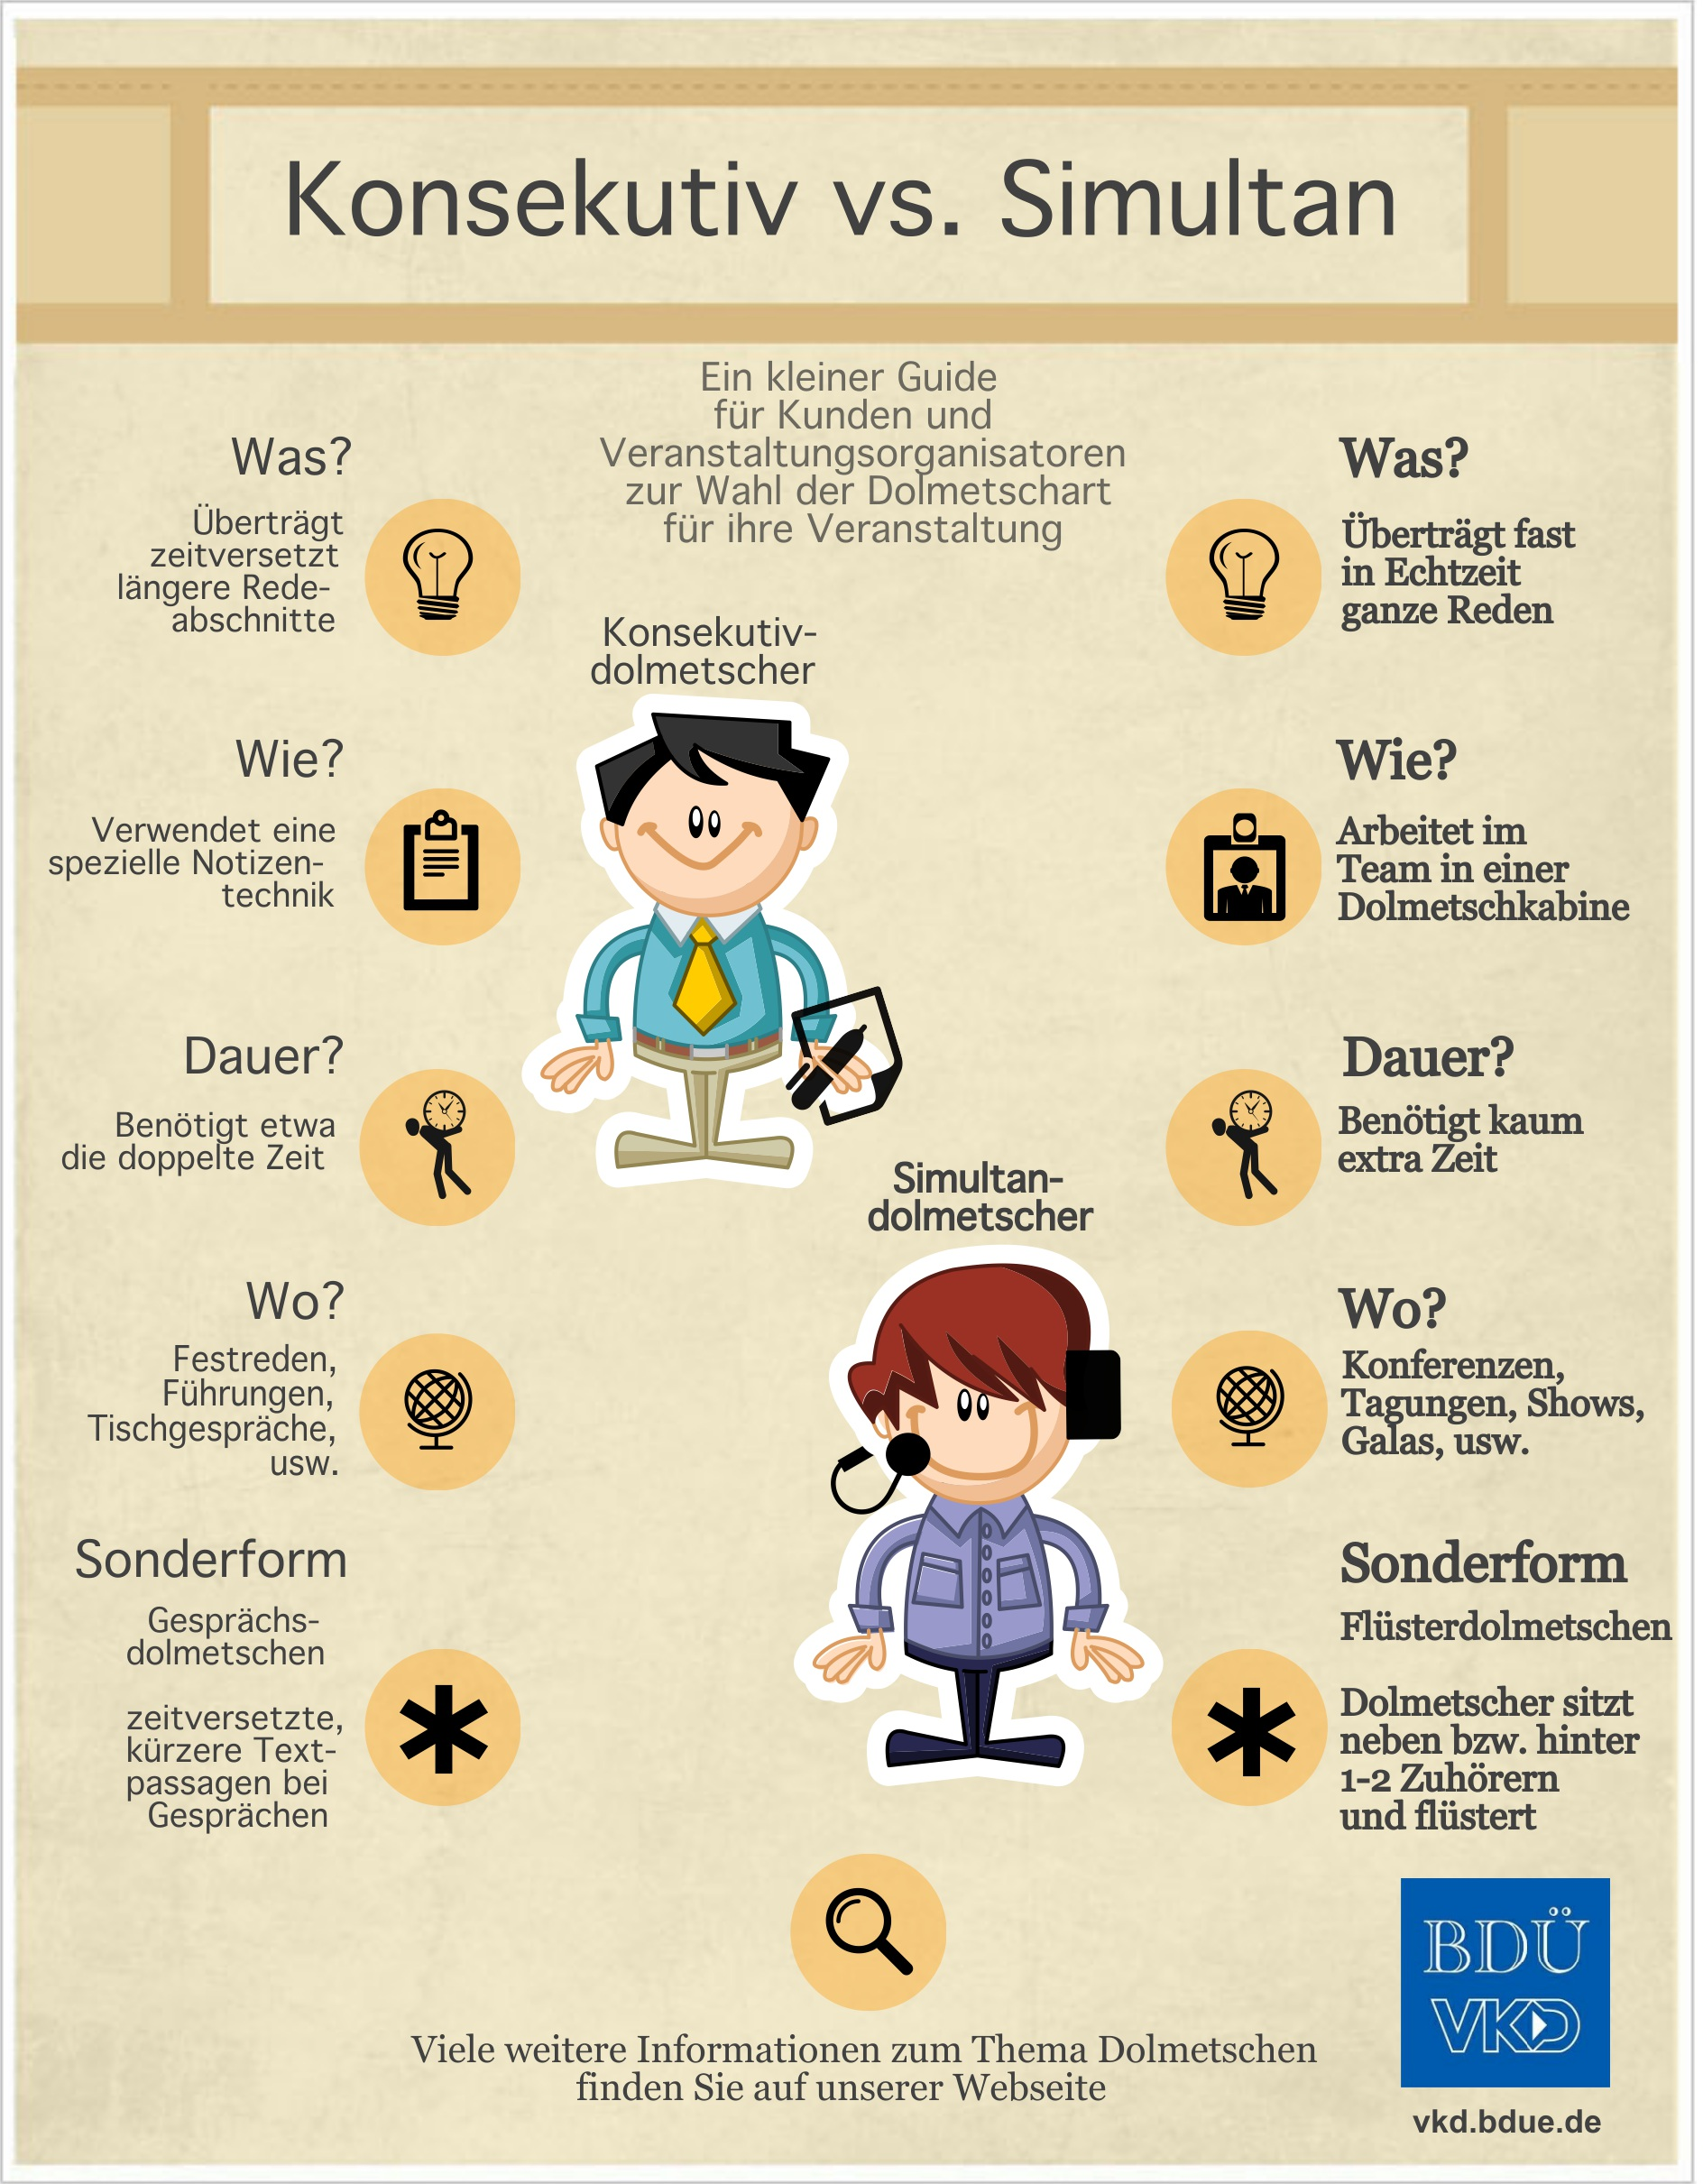 Konsekutiv vs. Simultan
Ein kleiner Guide
für Kunden und
Veranstaltungsorganisatoren
zur Wahl der Dolmetschart
für ihre Veranstaltung
Konsekutiv-
dolmetscher
Was?
Überträgt
zeitversetzt
längere Rede-
abschnitte
Wie?
Verwendet eine
spezielle Notizen-
technik
Dauer?
Benötigt etwa
die doppelte Zeit
Wo?
Festreden,
Führungen,
Tischgespräche,
usw.
Sonderform
Gesprächs-
dolmetschen
zeitversetzte,
kürzere Text-
passagen bei
Gesprächen
Simultan-
dolmetscher
Was?
Überträgt fast
in Echtzeit
ganze Reden
Wie?
Arbeitet im
Team in einer
Dolmetschkabine
Dauer?
Benötigt kaum
extra Zeit
Wo?
Konferenzen,
Tagungen, Shows,
Galas, usw.
Sonderform
Flüsterdolmetschen
Dolmetscher sitzt
neben bzw. hinter
1-2 Zuhörern
und flüstert
Viele weitere Informationen zum Thema Dolmetschen
finden Sie auf unserer Webseite
BDÜ
VKD
vkd.bdue.de